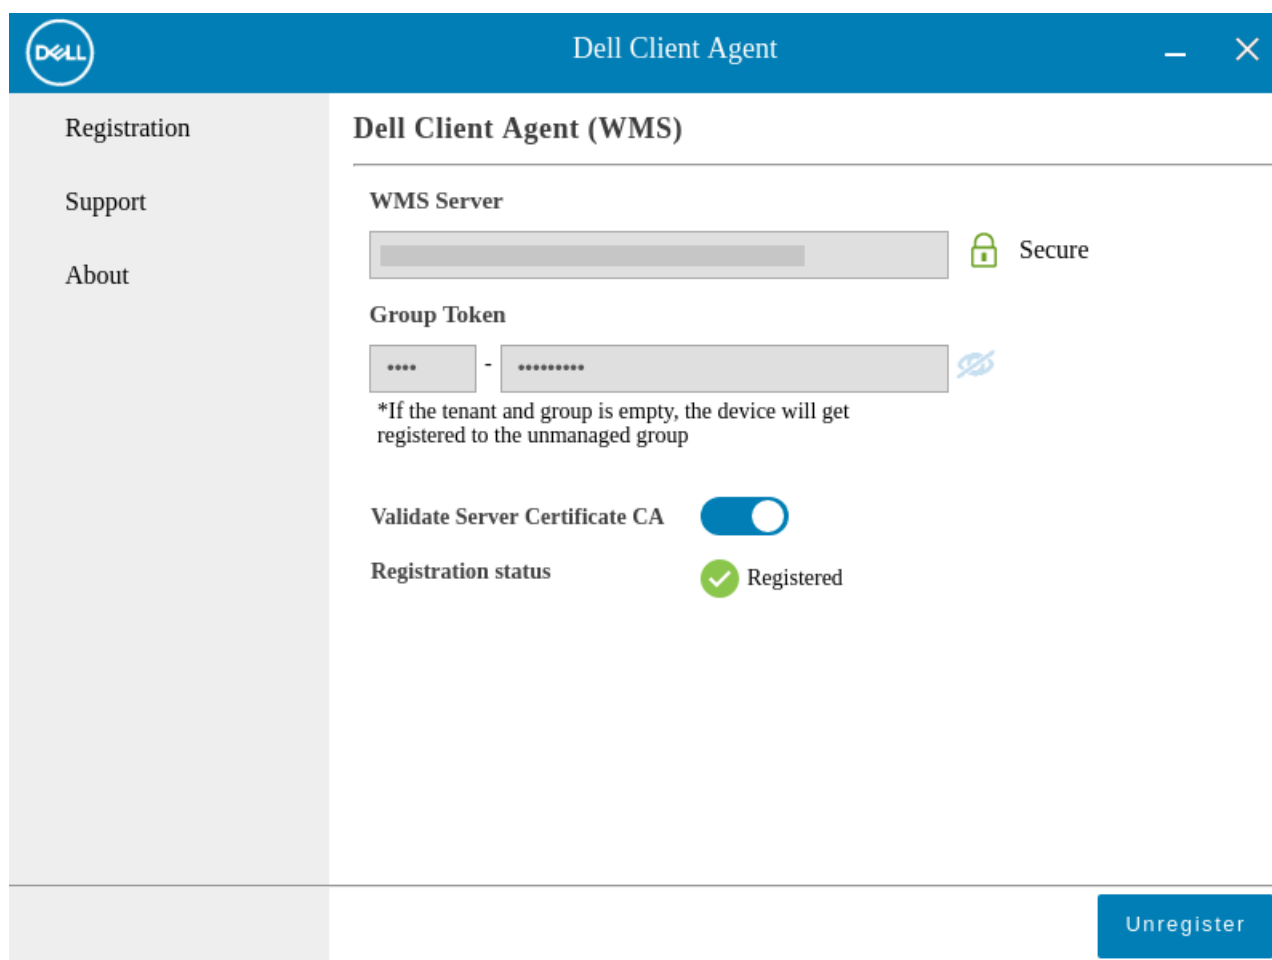 DELL
Dell Client Agent
Registration
Support
About
Dell Client Agent (WMS)
WMS Server
Secure
Group Token
•••• - •••••••••
*If the tenant and group is empty, the device will get
registered to the unmanaged group
Validate Server Certificate CA
Registration status
Registered
Unregister